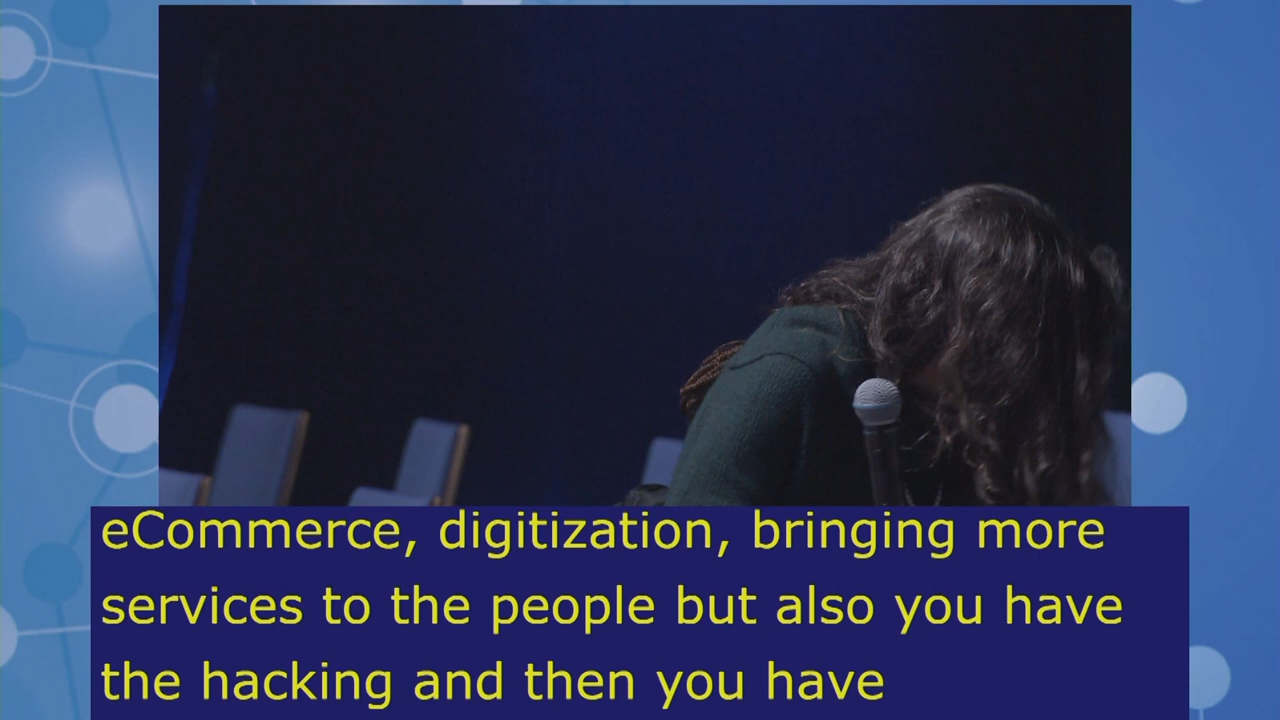 eCommerce, digitization, bringing more
services to the people but also you have
the hacking and then you have